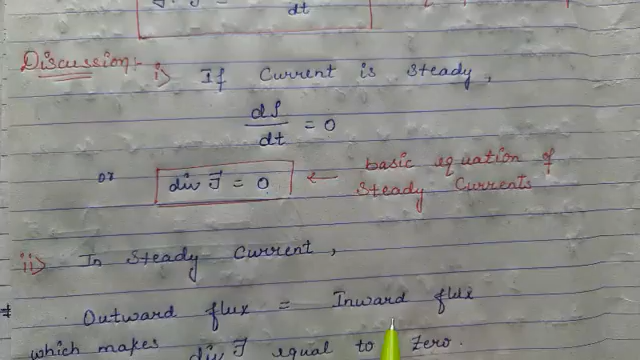 dt
Discussion:- i) If Current is steady,
dρ/dt = 0
or div J⃗ = 0 ← basic equation of
Steady Currents
ii) In Steady Current,
Outward flux = Inward flux
which makes div J⃗ equal to Zero.